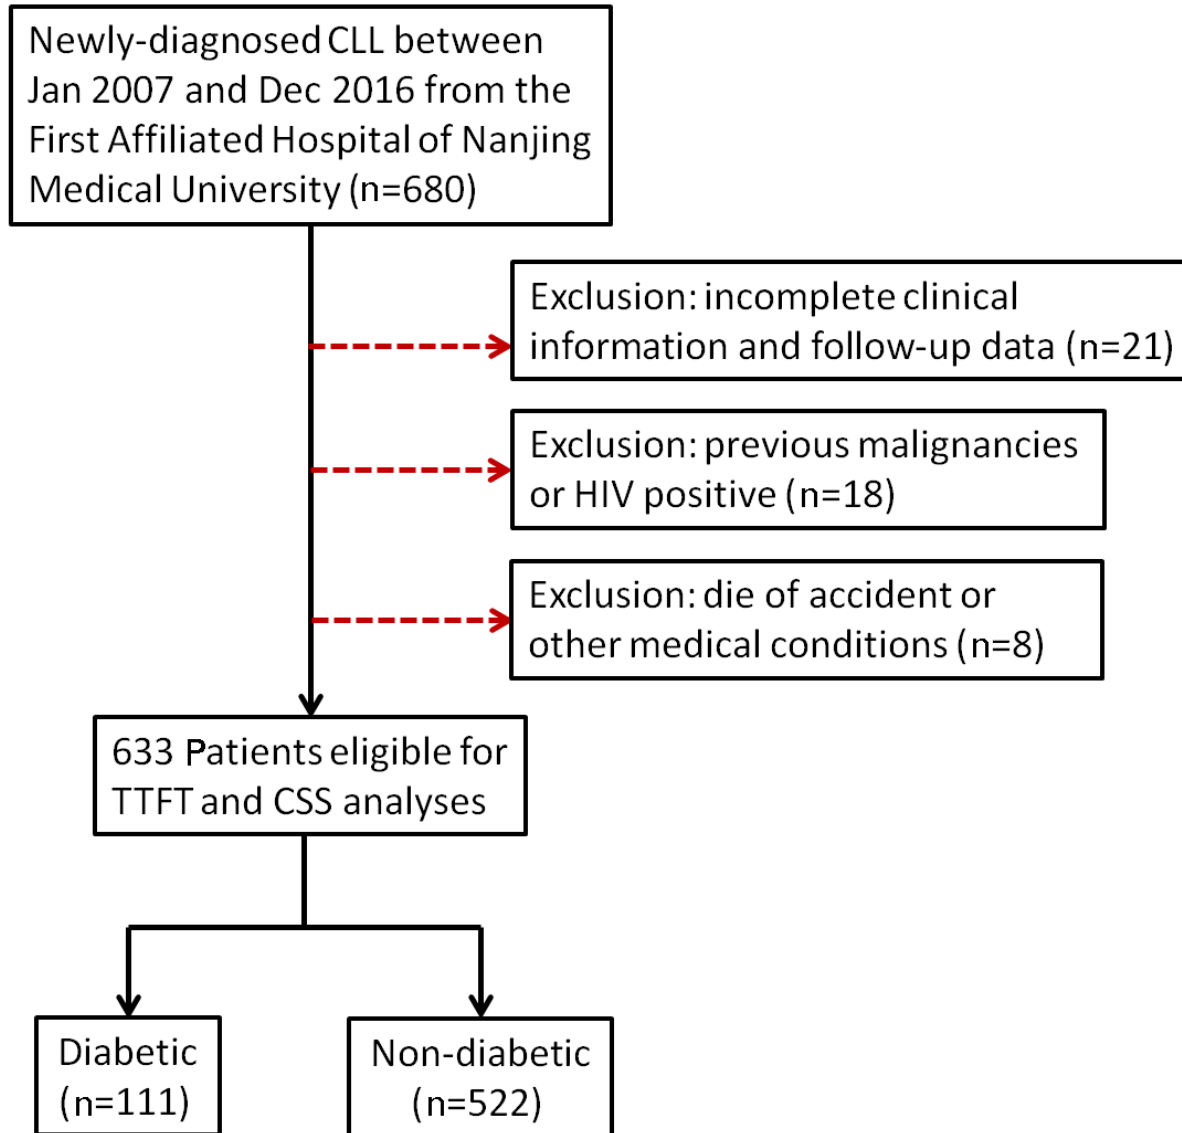 Newly-diagnosed CLL between
Jan 2007 and Dec 2016 from the
First Affiliated Hospital of Nanjing
Medical University (n=680)
Exclusion: incomplete clinical
information and follow-up data (n=21)
Exclusion: previous malignancies
or HIV positive (n=18)
Exclusion: die of accident or
other medical conditions (n=8)
633 Patients eligible for
TTFT and CSS analyses
Diabetic
(n=111)
Non-diabetic
(n=522)